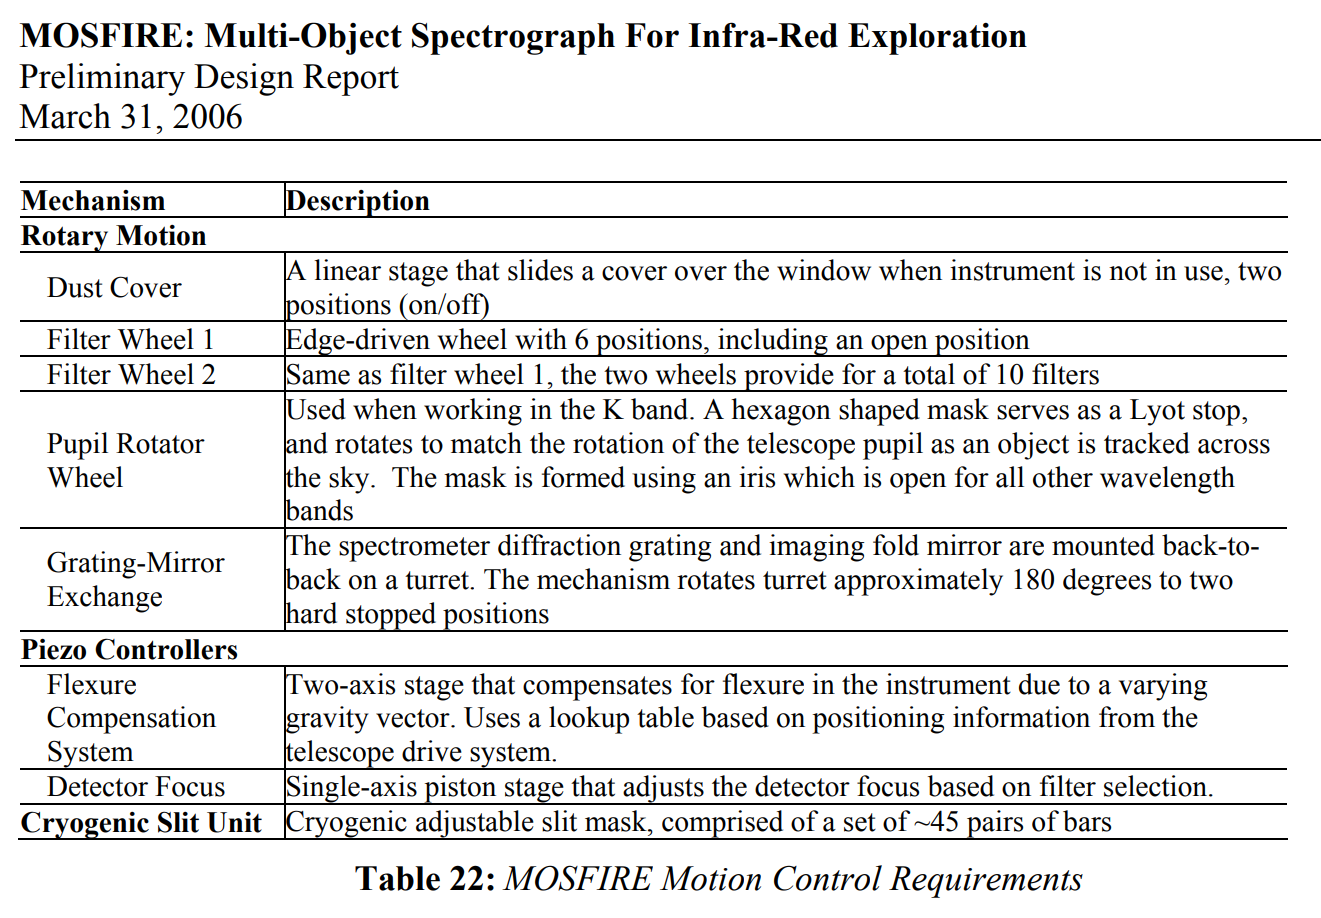 MOSFIRE: Multi-Object Spectrograph For Infra-Red Exploration
Preliminary Design Report
March 31, 2006
Mechanism Description
Rotary Motion
Dust Cover
A linear stage that slides a cover over the window when instrument is not in use, two
positions (on/off)
Filter Wheel 1 Edge-driven wheel with 6 positions, including an open position
Filter Wheel 2 Same as filter wheel 1, the two wheels provide for a total of 10 filters
Pupil Rotator
Wheel
Used when working in the K band. A hexagon shaped mask serves as a Lyot stop,
and rotates to match the rotation of the telescope pupil as an object is tracked across
the sky.  The mask is formed using an iris which is open for all other wavelength
bands
Grating-Mirror
Exchange
The spectrometer diffraction grating and imaging fold mirror are mounted back-to-
back on a turret. The mechanism rotates turret approximately 180 degrees to two
hard stopped positions
Piezo Controllers
Flexure
Compensation
System
Two-axis stage that compensates for flexure in the instrument due to a varying
gravity vector. Uses a lookup table based on positioning information from the
telescope drive system.
Detector Focus Single-axis piston stage that adjusts the detector focus based on filter selection.
Cryogenic Slit Unit Cryogenic adjustable slit mask, comprised of a set of ~45 pairs of bars
Table 22: MOSFIRE Motion Control Requirements